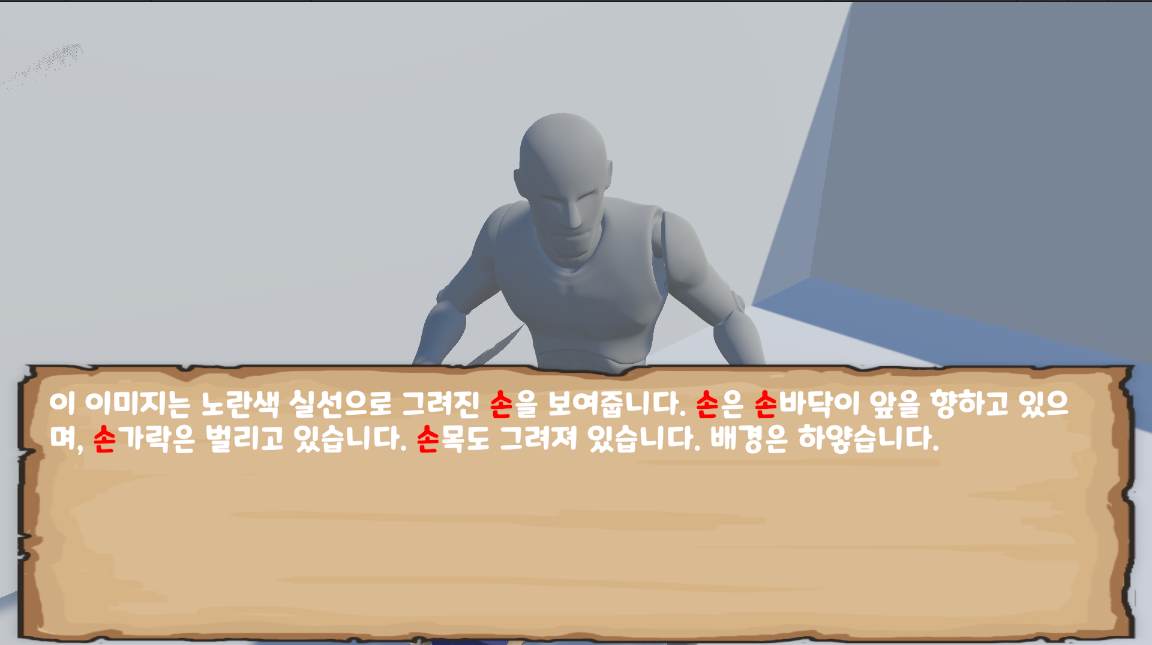 이 이미지는 노란색 실선으로 그려진 손을 보여줍니다. 손은 손바닥이 앞을 향하고 있으
며, 손가락은 벌리고 있습니다. 손목도 그려져 있습니다. 배경은 하얗습니다.